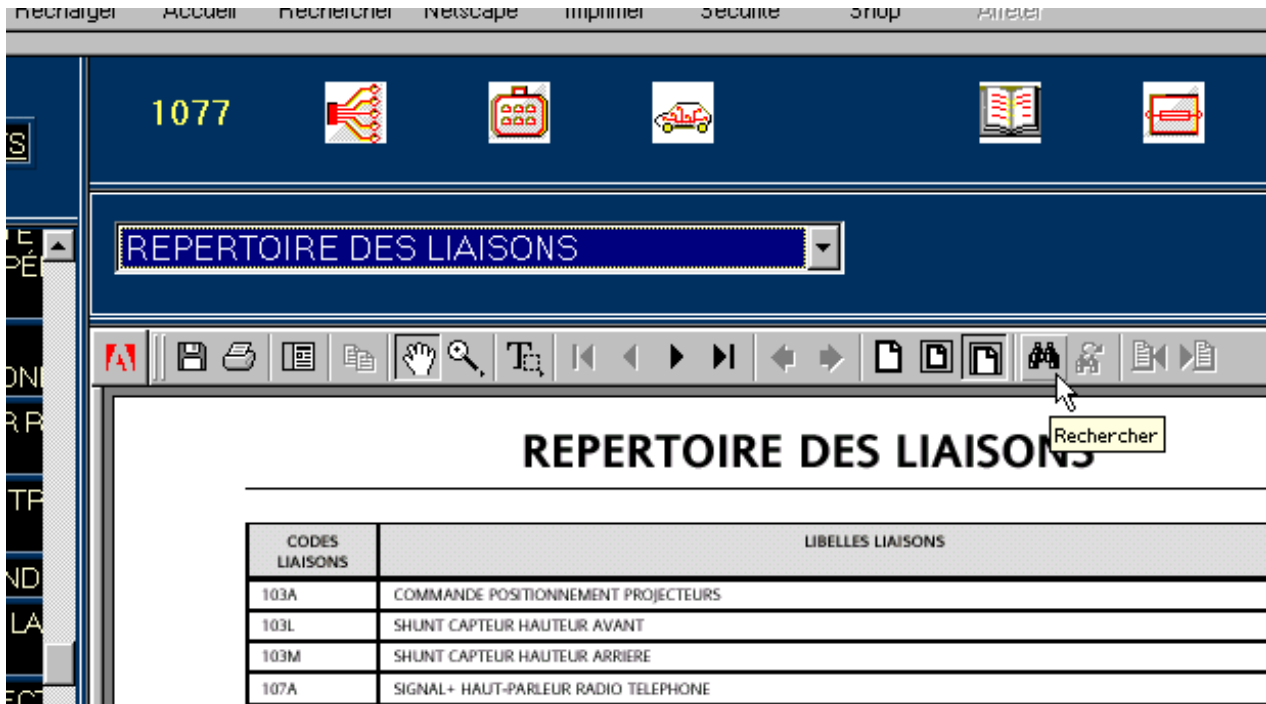 Recharger Accueil Rechercher Netscape Imprimer Sécurité Shop Arrêter
1077
REPERTOIRE DES LIAISONS
Rechercher
REPERTOIRE DES LIAISONS
CODES LIAISONS
LIBELLES LIAISONS
103A COMMANDE POSITIONNEMENT PROJECTEURS
103L SHUNT CAPTEUR HAUTEUR AVANT
103M SHUNT CAPTEUR HAUTEUR ARRIERE
107A SIGNAL+ HAUT-PARLEUR RADIO TELEPHONE